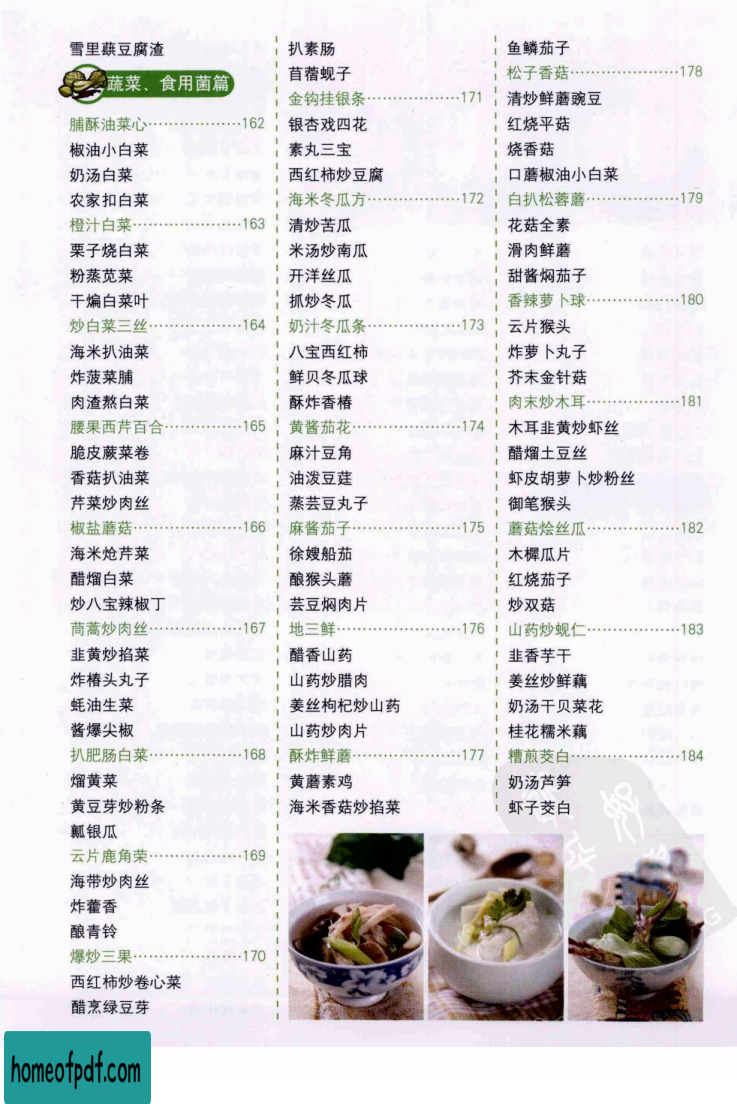 雪里蕻豆腐渣
蔬菜、食用菌篇
脯酥油菜心··················162
椒油小白菜
奶汤白菜
农家扣白菜
橙汁白菜·····················163
栗子烧白菜
粉蒸苋菜
干煸白菜叶
炒白菜三丝··················164
海米扒油菜
炸菠菜脯
肉渣熬白菜
腰果西芹百合···············165
脆皮蕨菜卷
香菇扒油菜
芹菜炒肉丝
椒盐蘑菇·····················166
海米炝芹菜
醋熘白菜
炒八宝辣椒丁
茼蒿炒肉丝··················167
韭黄炒掐菜
炸椿头丸子
蚝油生菜
酱爆尖椒
扒肥肠白菜··················168
熘黄菜
黄豆芽炒粉条
瓤银瓜
云片鹿角菜··················169
海带炒肉丝
炸藿香
酿青铃
爆炒三果·····················170
西红柿炒卷心菜
醋烹绿豆芽
扒素肠
苜蓿蚬子
金钩挂银条··················171
银杏戏四花
素丸三宝
西红柿炒豆腐
海米冬瓜方··················172
清炒苦瓜
米汤炒南瓜
开洋丝瓜
抓炒冬瓜
奶汁冬瓜条··················173
八宝西红柿
鲜贝冬瓜球
酥炸香椿
黄酱茄花·····················174
麻汁豆角
油泼豆莛
蒸芸豆丸子
麻酱茄子·····················175
徐嫂船茄
酿猴头蘑
芸豆焖肉片
地三鲜························176
醋香山药
山药炒腊肉
姜丝枸杞炒山药
山药炒肉片
酥炸鲜蘑·····················177
黄蘑素鸡
海米香菇炒掐菜
鱼鳞茄子
松子香菇·····················178
清炒鲜蘑豌豆
红烧平菇
烧香菇
口蘑椒油小白菜
白扒松蓉蘑··················179
花菇全素
滑肉鲜蘑
甜酱焖茄子
香辣萝卜球··················180
云片猴头
炸萝卜丸子
芥末金针菇
肉末炒木耳··················181
木耳韭黄炒虾丝
醋熘土豆丝
虾皮胡萝卜炒粉丝
御笔猴头
蘑菇烩丝瓜··················182
木樨瓜片
红烧茄子
炒双菇
山药炒蚬仁··················183
韭香芋干
姜丝炒鲜藕
奶汤干贝菜花
桂花糯米藕
糟煎茭白·····················184
奶汤芦笋
虾子茭白
homeofpdf.com